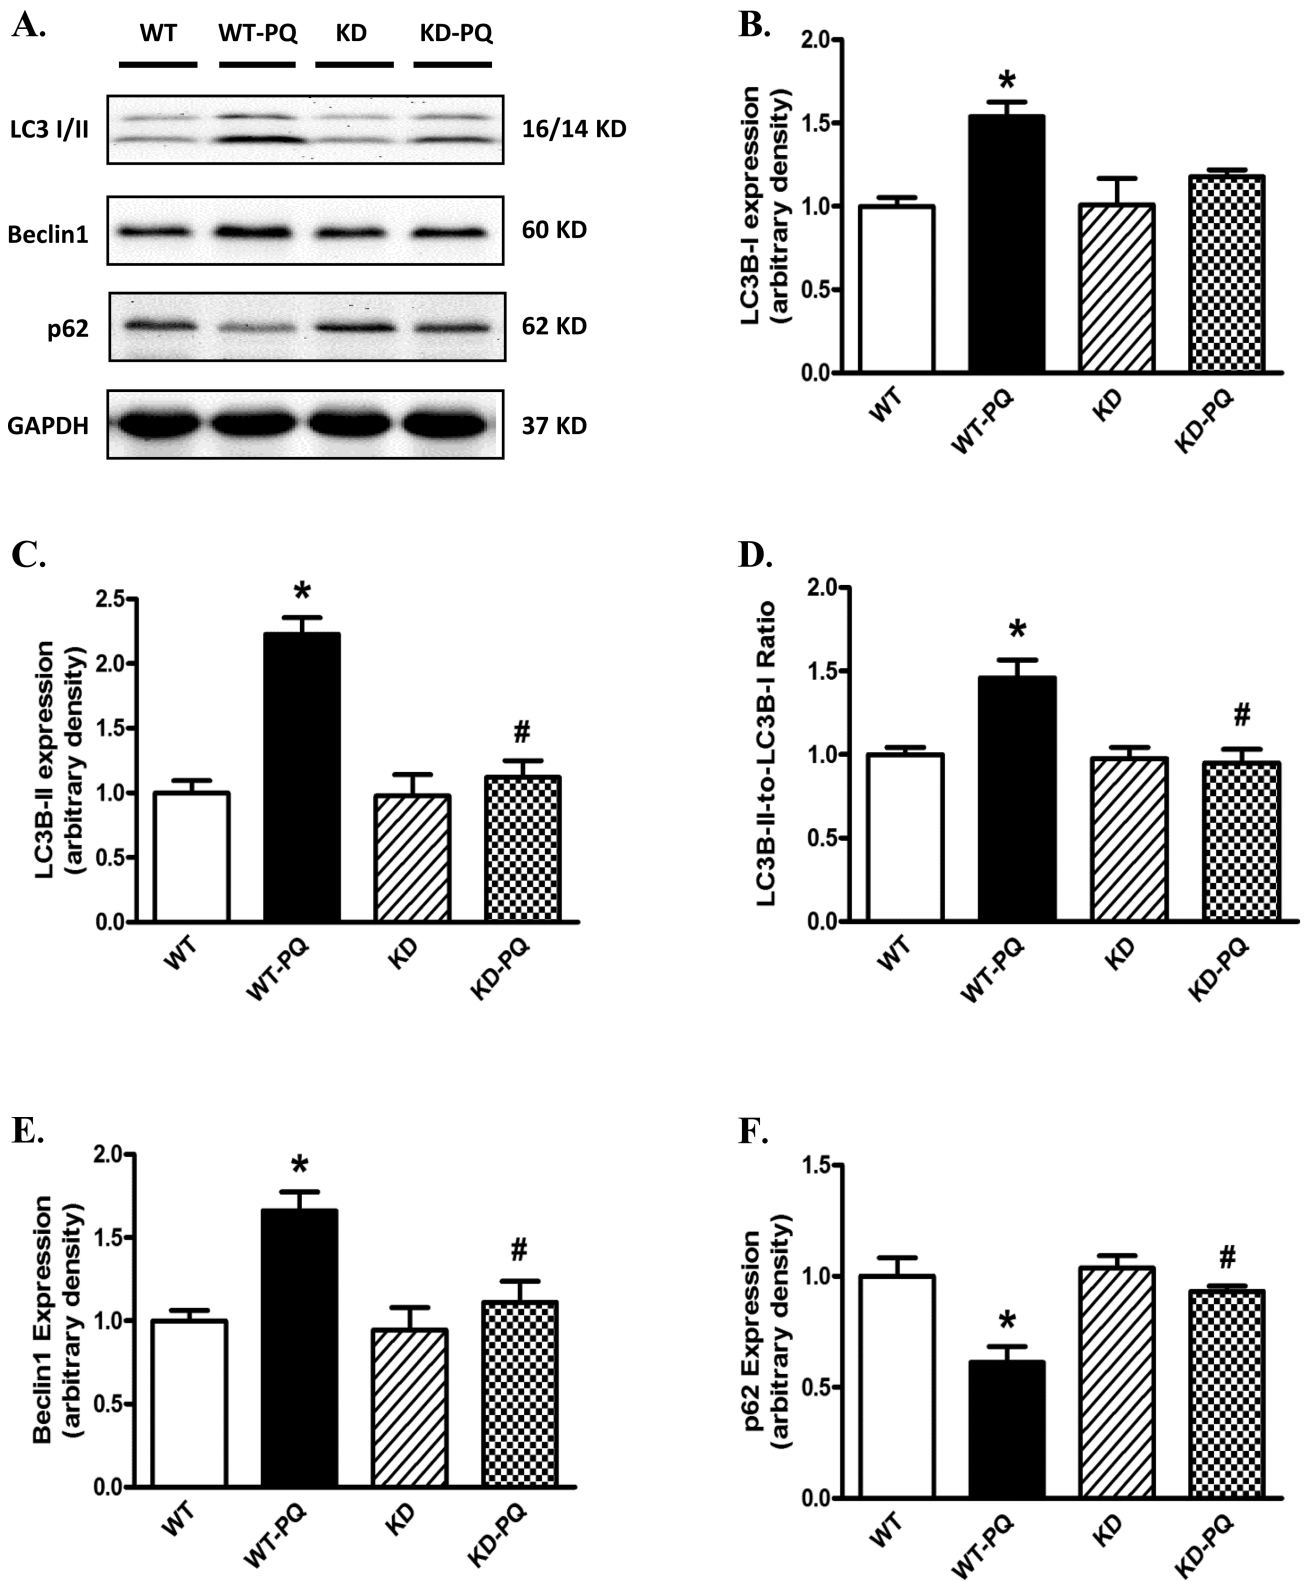 A.
WT WT-PQ KD KD-PQ
LC3 I/II 16/14 KD
Beclin1 60 KD
p62 62 KD
GAPDH 37 KD
B.
LC3B-I expression
(arbitrary density)
2.0
*
1.5
1.0
0.5
0.0
WT WT-PQ KD KD-PQ
C.
LC3B-II expression
(arbitrary density)
2.5
*
2.0
1.5
#
1.0
0.5
0.0
WT WT-PQ KD KD-PQ
D.
LC3B-II-to-LC3B-I Ratio
2.0
*
1.5
#
1.0
0.5
0.0
WT WT-PQ KD KD-PQ
E.
Beclin1 Expression
(arbitrary density)
2.0
*
1.5
#
1.0
0.5
0.0
WT WT-PQ KD KD-PQ
F.
p62 Expression
(arbitrary density)
1.5
#
1.0
*
0.5
0.0
WT WT-PQ KD KD-PQ